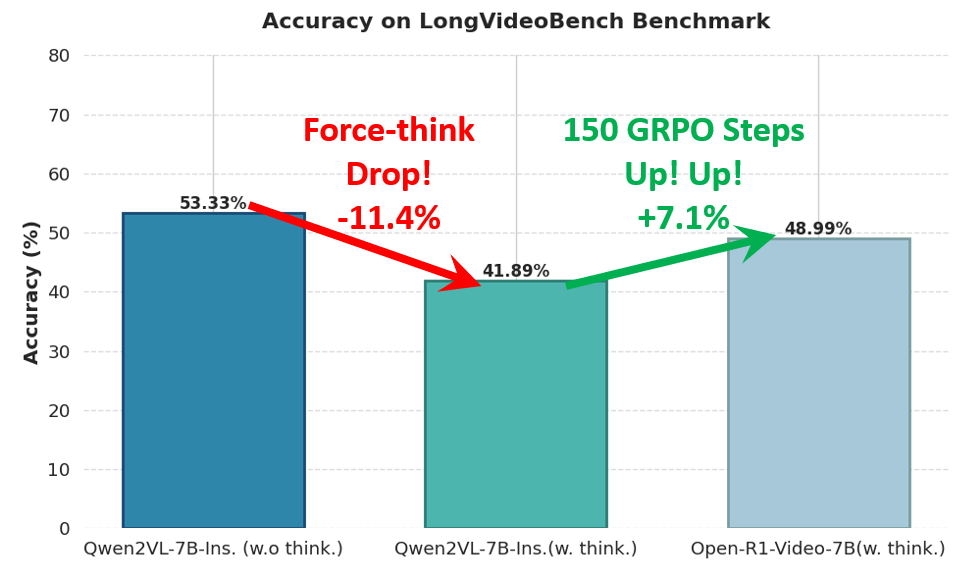 Accuracy on LongVideoBench Benchmark
Accuracy (%)
80
70
60
50
40
30
20
10
0
Force-think
Drop!
-11.4%
150 GRPO Steps
Up! Up!
+7.1%
53.33%
41.89%
48.99%
Qwen2VL-7B-Ins. (w.o think.)
Qwen2VL-7B-Ins.(w. think.)
Open-R1-Video-7B(w. think.)